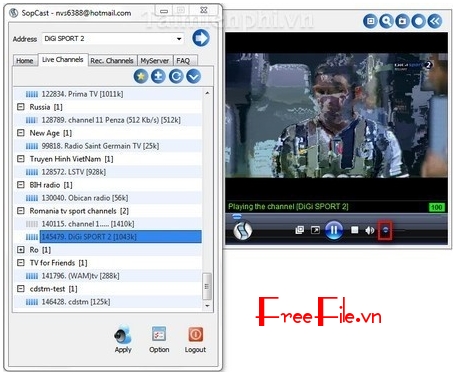 SopCast - nvs6388@hotmail.com
Address DiGi SPORT 2
Home Live Channels Rec. Channels MyServer FAQ
122834. Prima TV [1011k]
Russia [1]
128789. channel 11 Penza (512 Kb/s) [512k]
New Age [1]
99818. Radio Saint Germain TV [25k]
Truyen Hinh VietNam [1]
128572. LSTV [928k]
BIH radio [1]
130040. Obican radio [56k]
Romania tv sport channels [2]
140115. channel 1..... [1410k]
145479. DiGi SPORT 2 [1043k]
Ro [1]
TV for Friends [1]
141796. (WAM)tv [288k]
cdstm-test [1]
146428. cdstm [125k]
Apply Option Logout
Taimienphi.vn
Playing the channel [DiGi SPORT 2] 100
FreeFile.vn